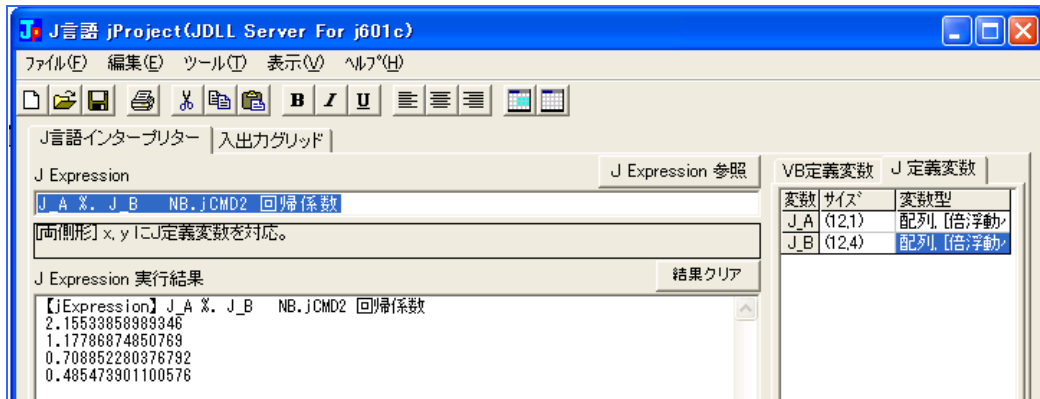 J言語 jProject(JDLL Server For j601c)
ファイル(F) 編集(E) ツール(T) 表示(V) ヘルプ(H)
B I U
J言語インタープリター 入出力グリッド
J Expression
J Expression 参照
J_A %. J_B NB.jCMD2 回帰係数
[両側形] x, y にJ定義変数を対応。
J Expression 実行結果
結果クリア
【jExpression】J_A %. J_B NB.jCMD2 回帰係数
2.15533858989346
1.17786874850769
0.708852280376792
0.485473901100576
VB定義変数 J 定義変数
変数 サイズ 変数型
J_A (12,1) 配列, [倍浮動
J_B (12,4) 配列, [倍浮動